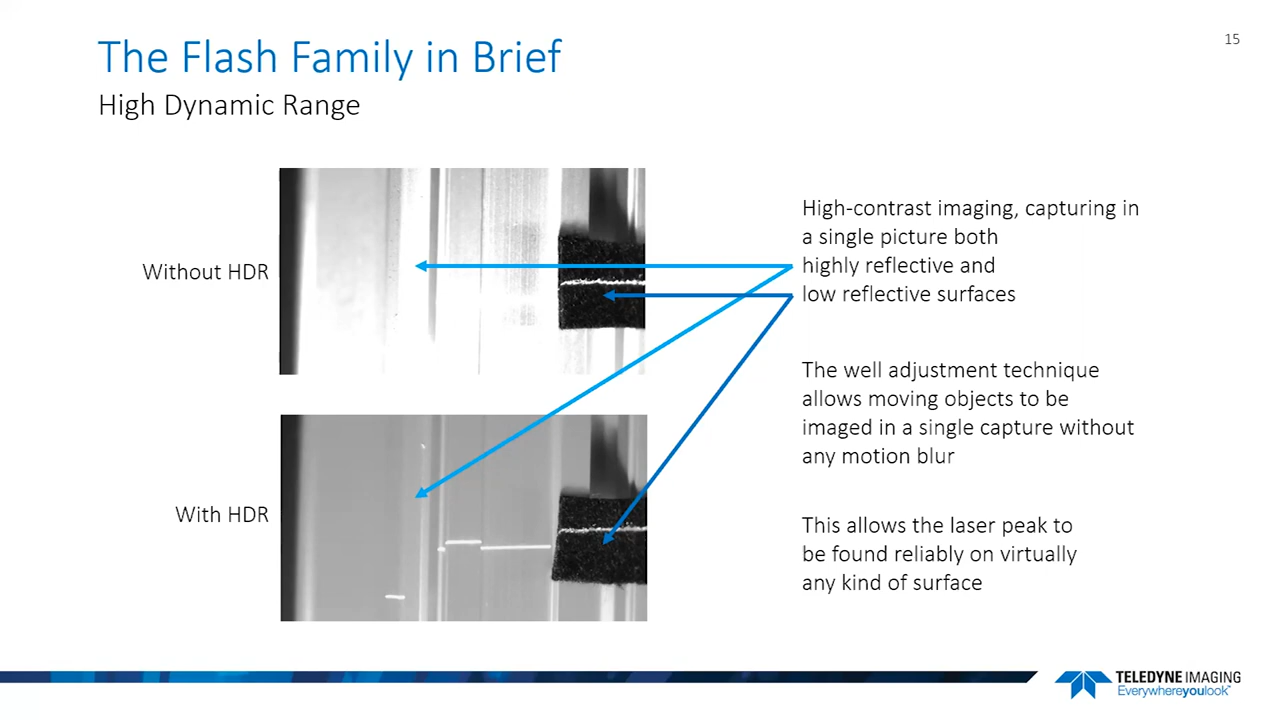 The Flash Family in Brief
15
High Dynamic Range
Without HDR
High-contrast imaging, capturing in
a single picture both
highly reflective and
low reflective surfaces
The well adjustment technique
allows moving objects to be
imaged in a single capture without
any motion blur
With HDR
This allows the laser peak to
be found reliably on virtually
any kind of surface
TELEDYNE IMAGING
Everywhereyoulook™